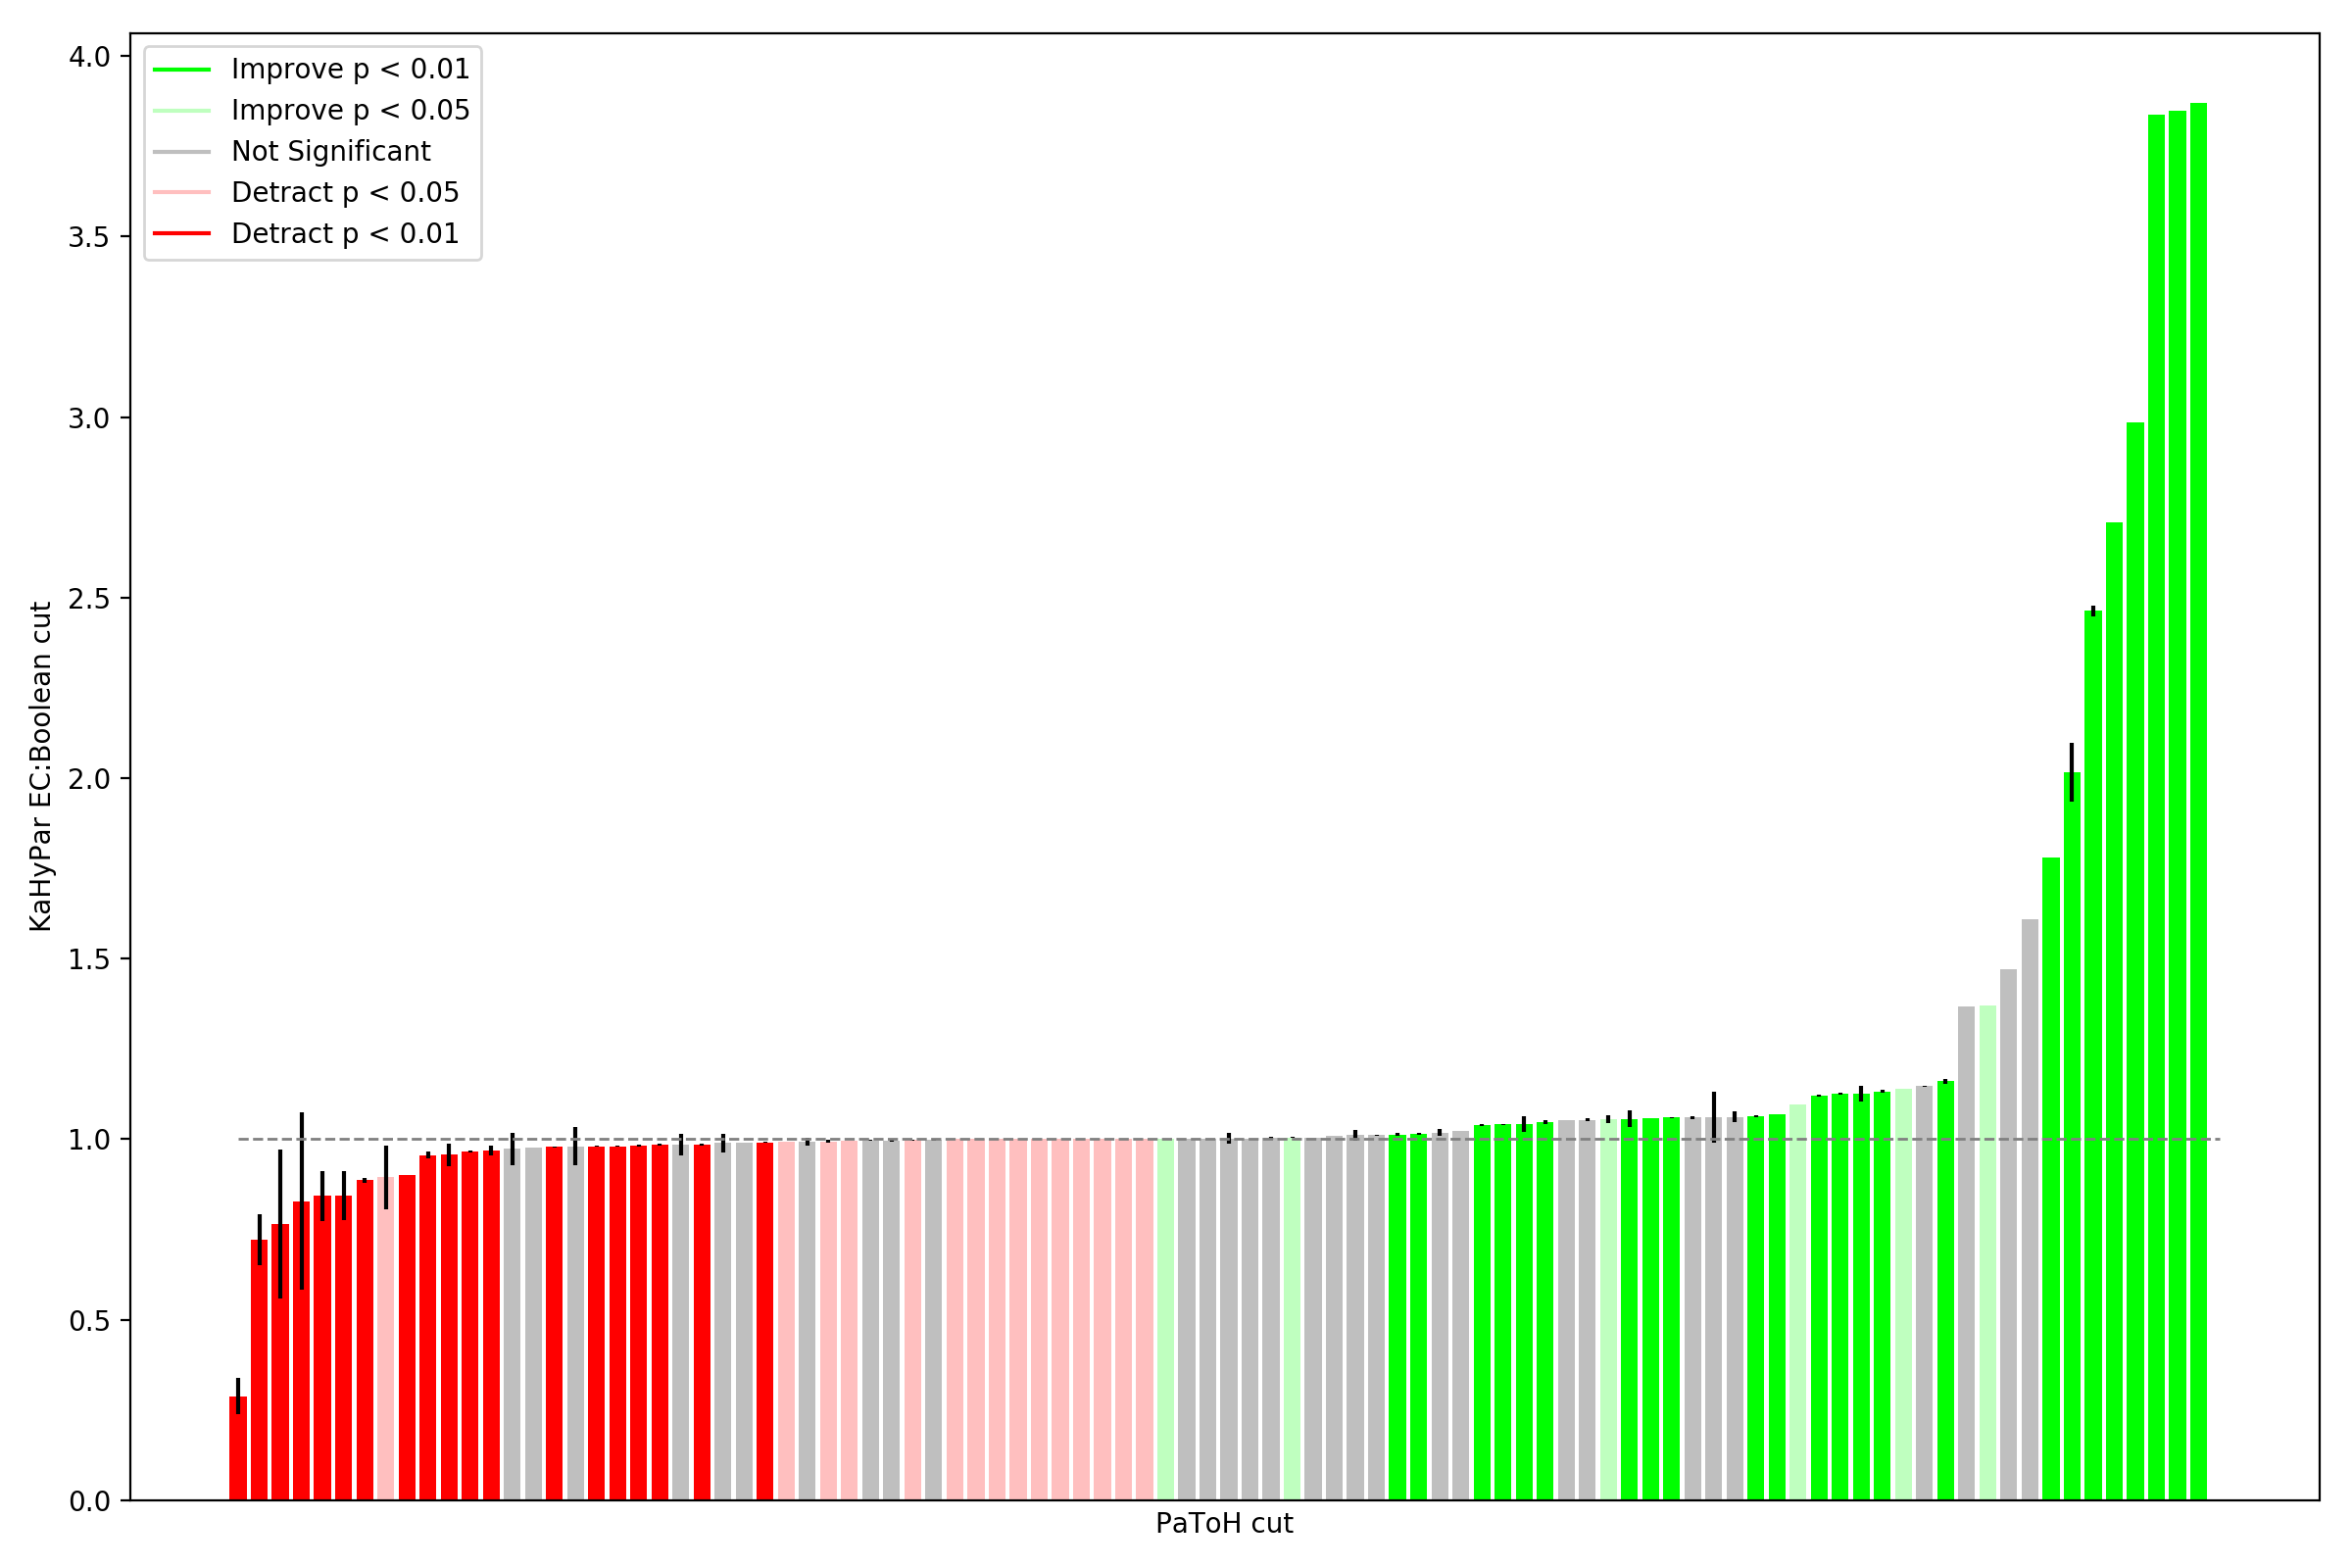 4.0
3.5
3.0
2.5
2.0
1.5
1.0
0.5
0.0
KaHyPar EC:Boolean cut
Improve p < 0.01
Improve p < 0.05
Not Significant
Detract p < 0.05
Detract p < 0.01
PaToH cut